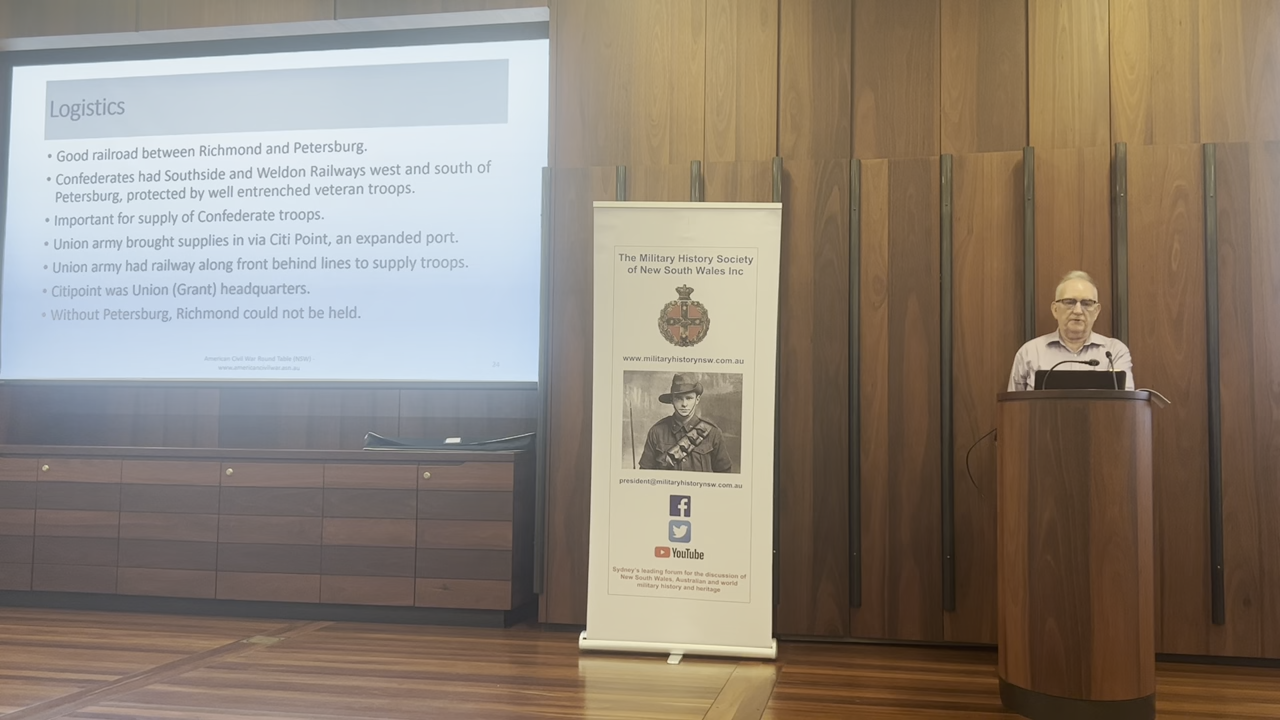 Logistics
• Good railroad between Richmond and Petersburg.
• Confederates had Southside and Weldon Railways west and south of
Petersburg, protected by well entrenched veteran troops.
• Important for supply of Confederate troops.
• Union army brought supplies in via Citi Point, an expanded port.
• Union army had railway along front behind lines to supply troops.
• Citipoint was Union (Grant) headquarters.
• Without Petersburg, Richmond could not be held.
American Civil War Round Table (NSW)
www.americancivilwar.asn.au
24
The Military History Society
of New South Wales Inc
www.militaryhistorynsw.com.au
president@militaryhistorynsw.com.au
f
YouTube
Sydney's leading forum for the discussion of
New South Wales, Australian and world
military history and heritage